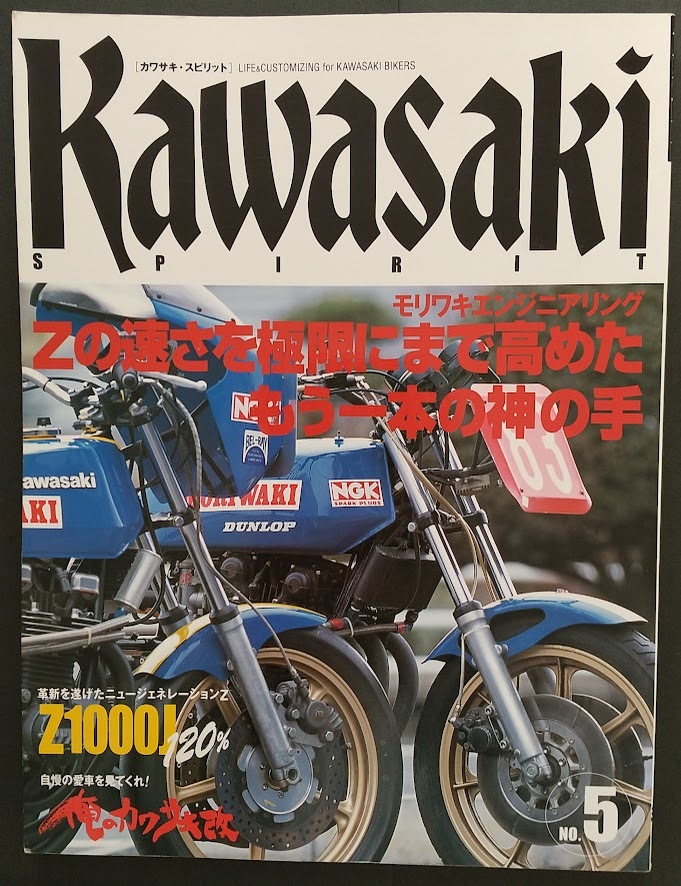 [カワサキ・スピリット] LIFE&CUSTOMIZING for KAWASAKI BIKERS
Kawasaki
SPIRIT
モリワキエンジニアリング
Zの速さを極限にまで高めた
もう一本の神の手
BEL-RAY
63
awasaki
AKI
ORIWAKI
NGK
SPARK PLUGS
DUNLOP
革新を遂げたニュージェネレーションZ
Z1000J 120%
自慢の愛車を見てくれ!
俺のカワサキ改
NO.5